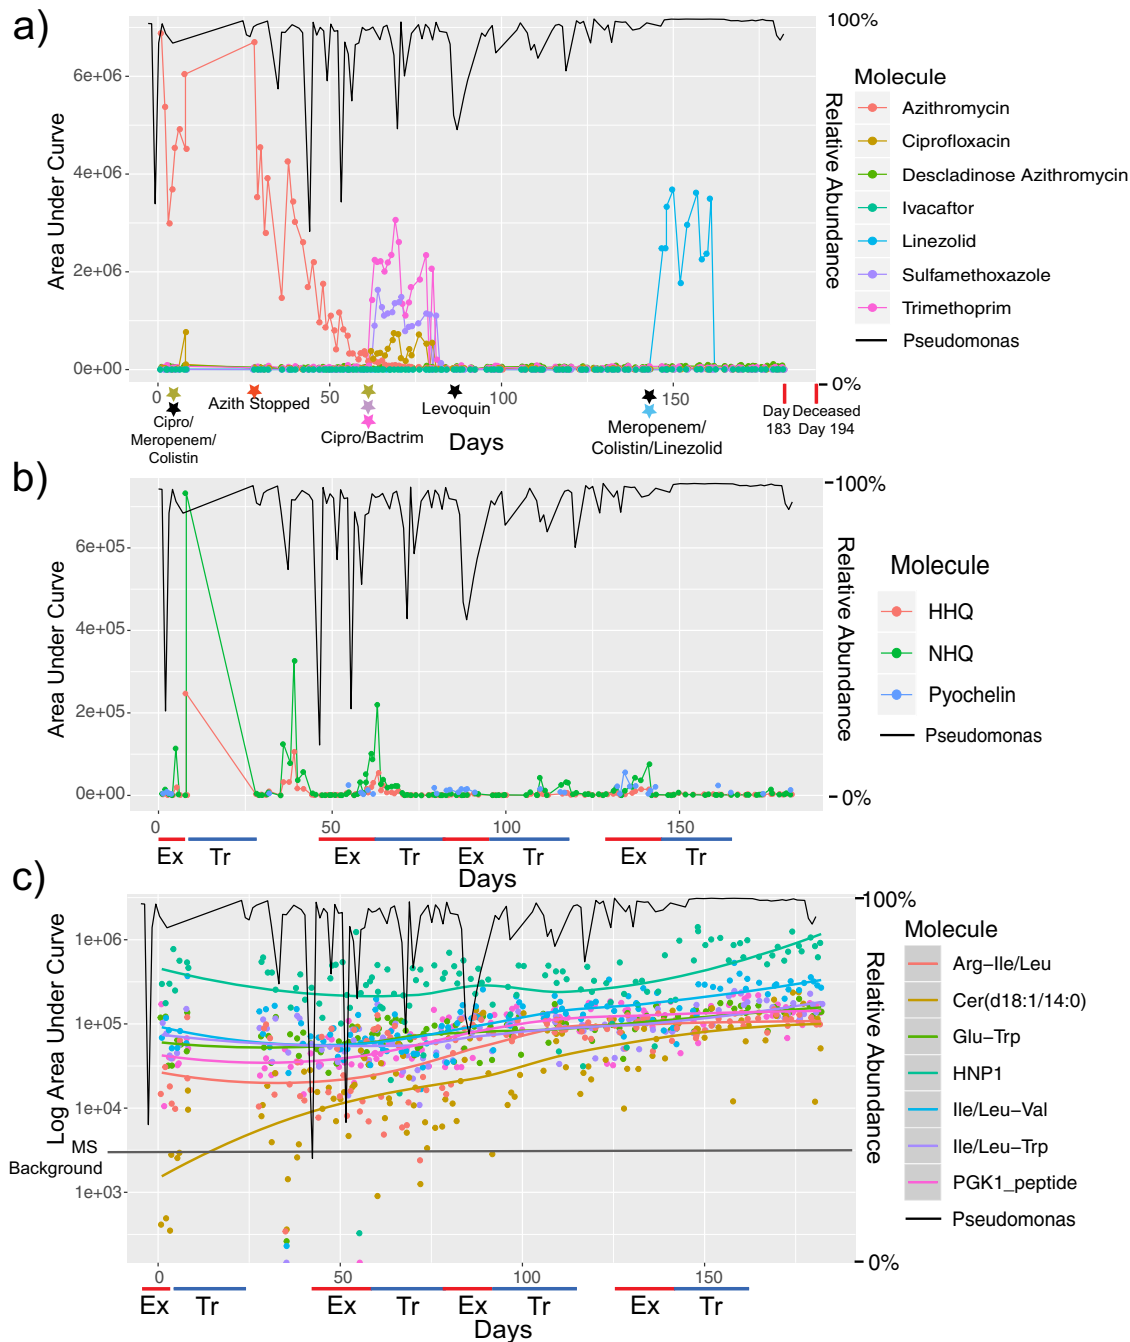 a)
100%
6e+06
4e+06
2e+06
0e+00
Area Under Curve
Relative Abundance
0%
Molecule
Azithromycin
Ciprofloxacin
Descladinose Azithromycin
Ivacaftor
Linezolid
Sulfamethoxazole
Trimethoprim
Pseudomonas
0
50
100
150
Cipro/
Meropenem/
Colistin
Azith Stopped
Cipro/Bactrim
Levoquin
Days
Meropenem/
Colistin/Linezolid
Day
183
Deceased
Day 194
b)
100%
6e+05
4e+05
2e+05
0e+00
Area Under Curve
Relative Abundance
0%
Molecule
HHQ
NHQ
Pyochelin
Pseudomonas
0
50
100
150
Ex Tr Ex Tr Ex Tr Ex Tr
Days
c)
100%
1e+06
1e+05
1e+04
1e+03
MS
Background
Log Area Under Curve
Relative Abundance
0%
Molecule
Arg−Ile/Leu
Cer(d18:1/14:0)
Glu−Trp
HNP1
Ile/Leu−Val
Ile/Leu−Trp
PGK1_peptide
Pseudomonas
0
50
100
150
Ex Tr Ex Tr Ex Tr Ex Tr
Days